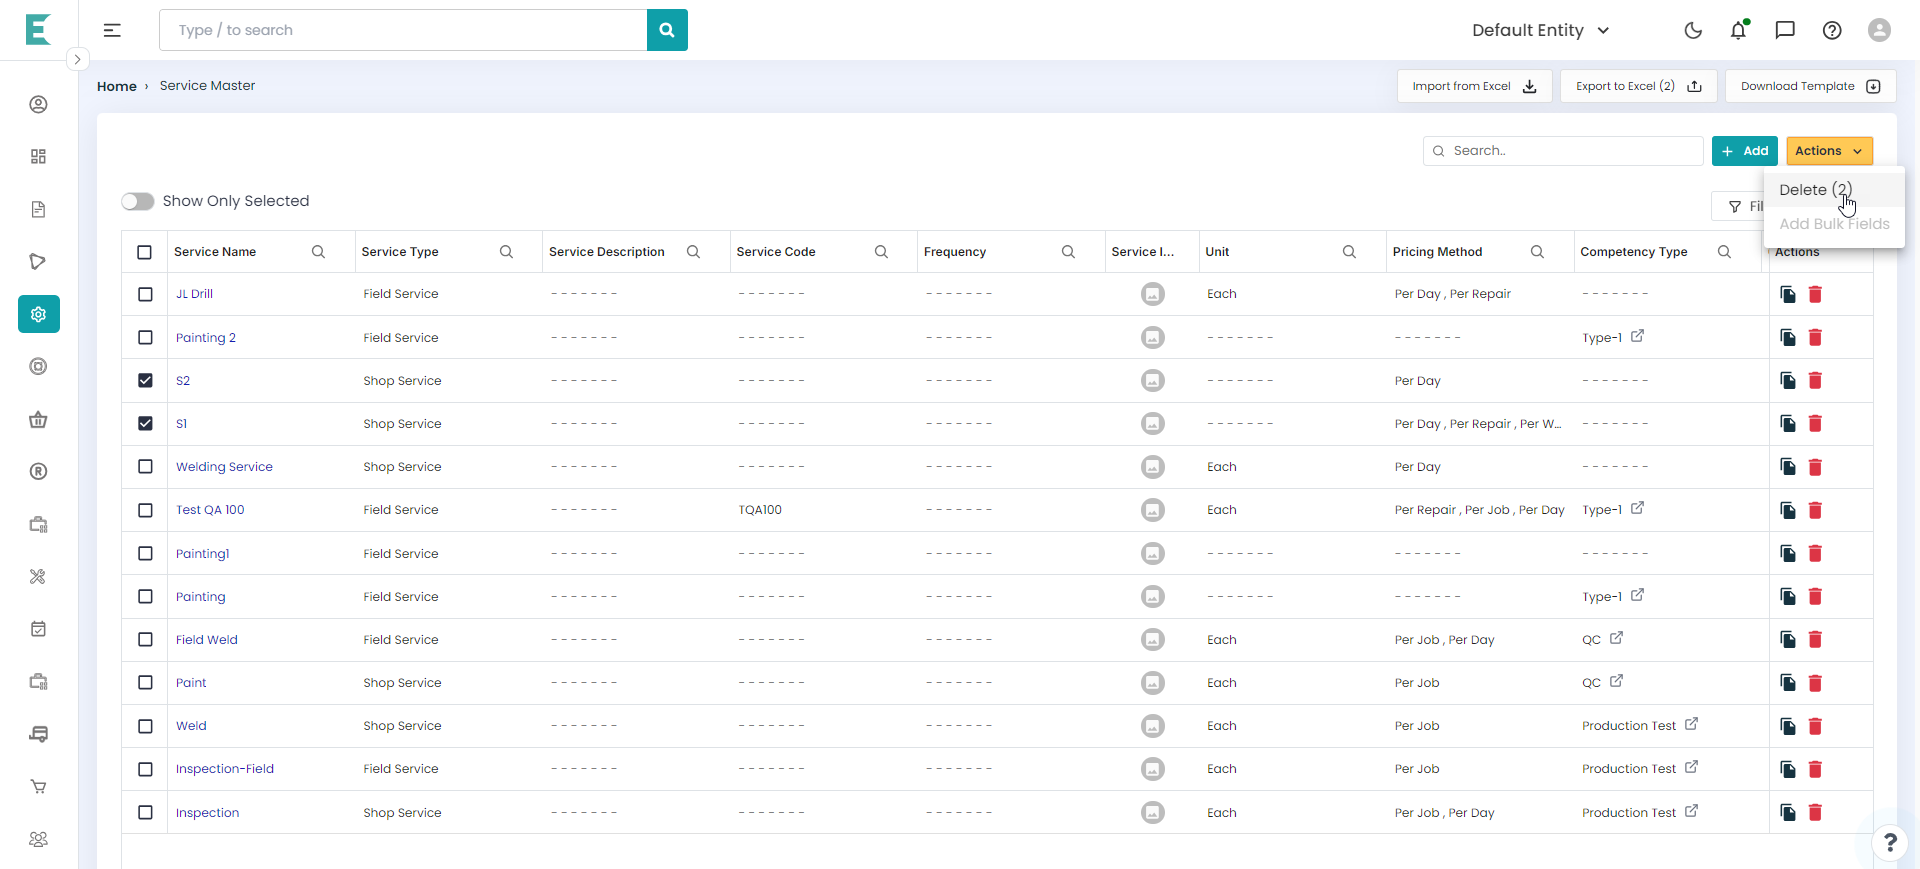 Type / to search
Default Entity
Home › Service Master
Import from Excel
Export to Excel (2)
Download Template
Search..
+ Add
Actions
Delete (2)
Add Bulk Fields
Show Only Selected
Service Name Service Type Service Description Service Code Frequency Service I... Unit Pricing Method Competency Type Actions
JL Drill Field Service - - - - - - - - - - - - - - - - - - - - - Each Per Day , Per Repair - - - - - - -
Painting 2 Field Service - - - - - - - - - - - - - - - - - - - - - - - - - - - - - - - - - - - Type-1
S2 Shop Service - - - - - - - - - - - - - - - - - - - - - - - - - - - - Per Day - - - - - - -
S1 Shop Service - - - - - - - - - - - - - - - - - - - - - - - - - - - - Per Day , Per Repair , Per W... - - - - - - -
Welding Service Shop Service - - - - - - - - - - - - - - - - - - - - - Each Per Day - - - - - - -
Test QA 100 Field Service - - - - - - - TQA100 - - - - - - - Each Per Repair , Per Job , Per Day Type-1
Painting1 Field Service - - - - - - - - - - - - - - - - - - - - - - - - - - - - - - - - - - - - - - - - - -
Painting Field Service - - - - - - - - - - - - - - - - - - - - - - - - - - - - - - - - - - - Type-1
Field Weld Field Service - - - - - - - - - - - - - - - - - - - - - Each Per Job , Per Day QC
Paint Shop Service - - - - - - - - - - - - - - - - - - - - - Each Per Job QC
Weld Shop Service - - - - - - - - - - - - - - - - - - - - - Each Per Job Production Test
Inspection-Field Field Service - - - - - - - - - - - - - - - - - - - - - Each Per Job Production Test
Inspection Shop Service - - - - - - - - - - - - - - - - - - - - - Each Per Job , Per Day Production Test
?